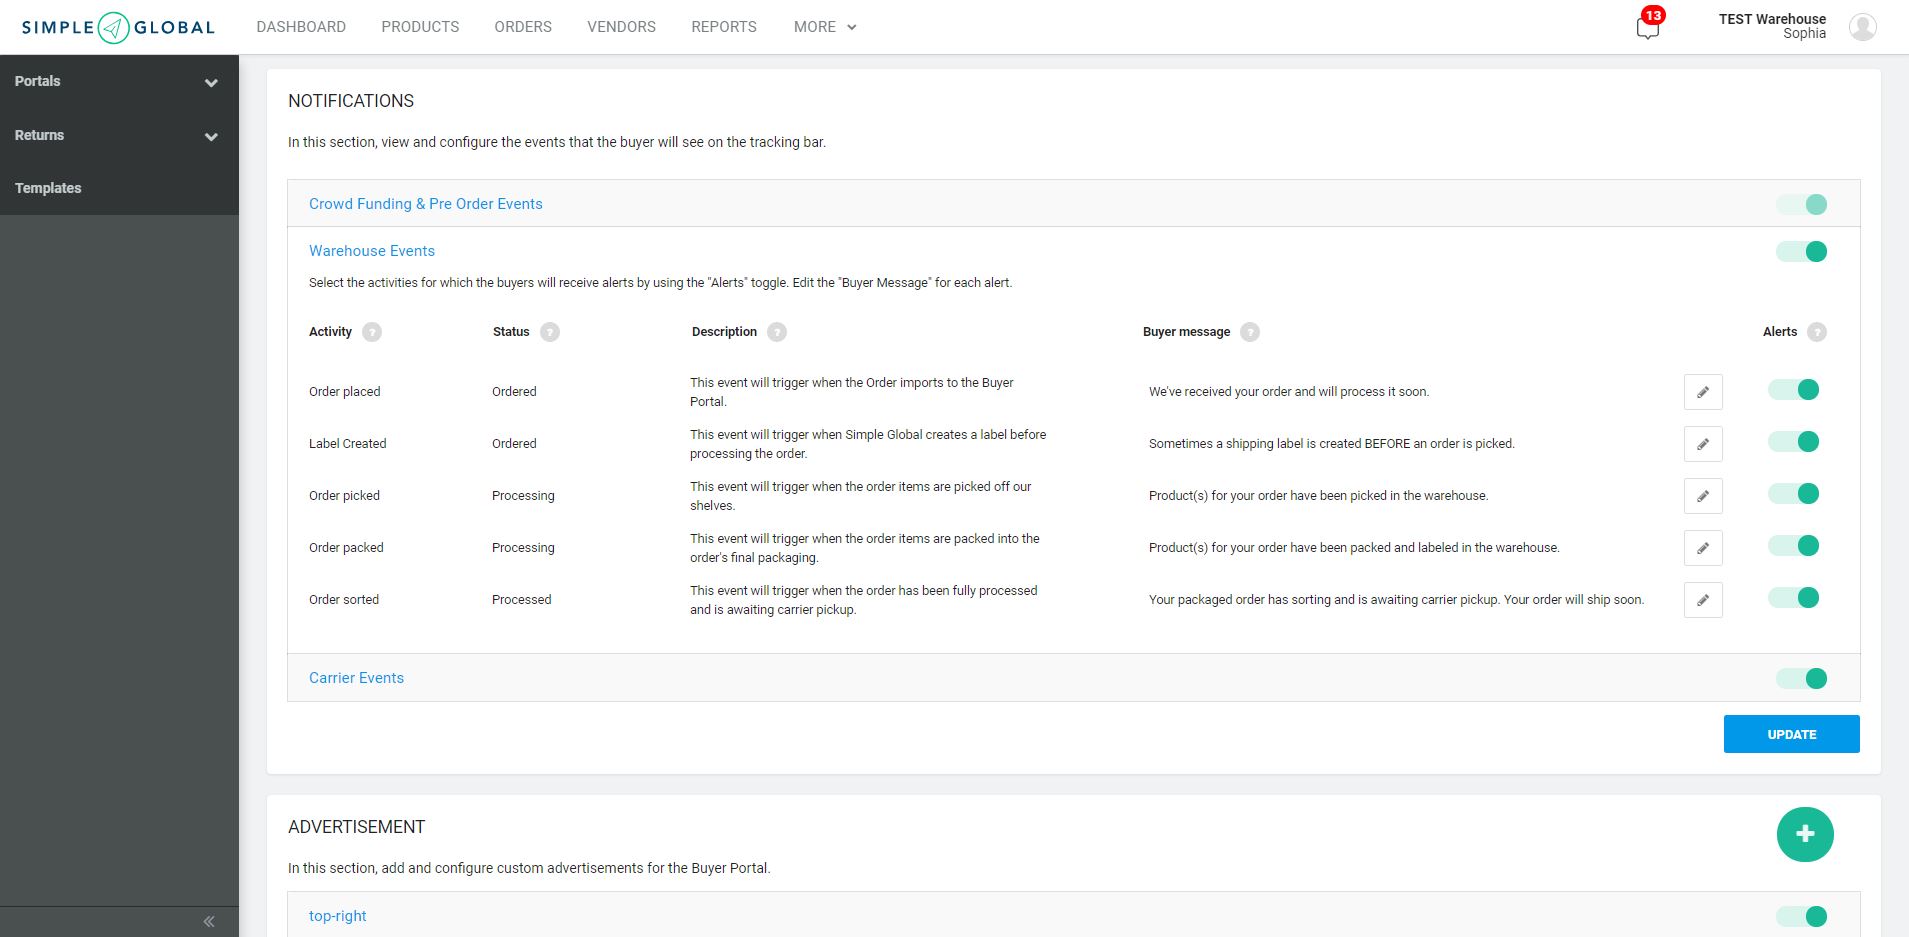 SIMPLE GLOBAL
DASHBOARD PRODUCTS ORDERS VENDORS REPORTS MORE
13
TEST Warehouse
Sophia
Portals
Returns
Templates
NOTIFICATIONS
In this section, view and configure the events that the buyer will see on the tracking bar.
Crowd Funding & Pre Order Events
Warehouse Events
Select the activities for which the buyers will receive alerts by using the "Alerts" toggle. Edit the "Buyer Message" for each alert.
Activity ? Status ? Description ? Buyer message ? Alerts ?
Order placed
Ordered
This event will trigger when the Order imports to the Buyer
Portal.
We've received your order and will process it soon.
Label Created
Ordered
This event will trigger when Simple Global creates a label before
processing the order.
Sometimes a shipping label is created BEFORE an order is picked.
Order picked
Processing
This event will trigger when the order items are picked off our
shelves.
Product(s) for your order have been picked in the warehouse.
Order packed
Processing
This event will trigger when the order items are packed into the
order's final packaging.
Product(s) for your order have been packed and labeled in the warehouse.
Order sorted
Processed
This event will trigger when the order has been fully processed
and is awaiting carrier pickup.
Your packaged order has sorting and is awaiting carrier pickup. Your order will ship soon.
Carrier Events
UPDATE
ADVERTISEMENT
In this section, add and configure custom advertisements for the Buyer Portal.
top-right